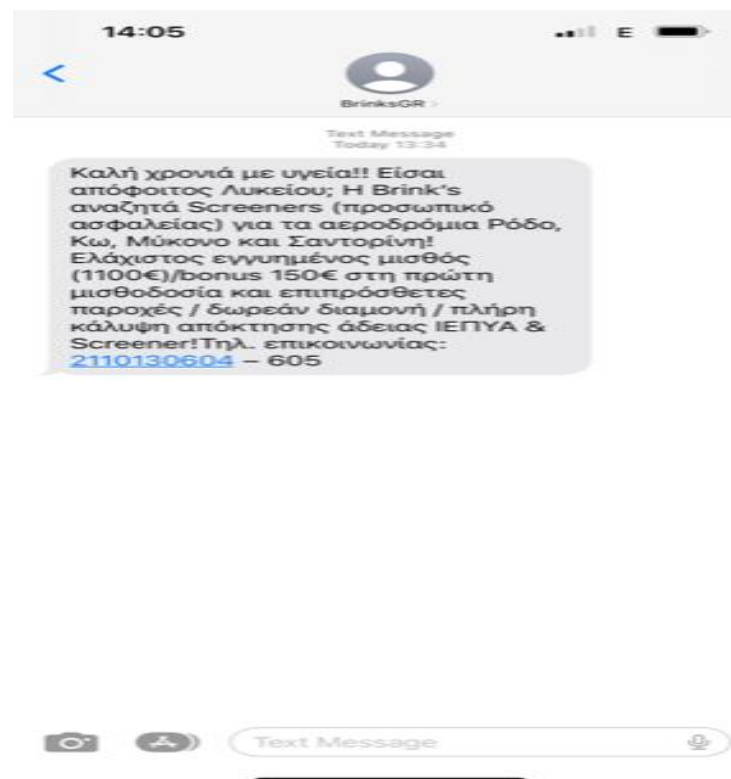 14:05
E
BrinksGR
Text Message
Today 13:34
Καλή χρονιά με υγεία!! Είσαι
απόφοιτος Λυκείου; Η Brink's
αναζητά Screeners (προσωπικό
ασφαλείας) για τα αεροδρόμια Ρόδο,
Κω, Μύκονο και Σαντορίνη!
Ελάχιστος εγγυημένος μισθός
(1100€)/bonus 150€ στη πρώτη
μισθοδοσία και επιπρόσθετες
παροχές / δωρεάν διαμονή / πλήρη
κάλυψη απόκτησης άδειας ΙΕΠΥΑ &
Screener!Τηλ. επικοινωνίας:
2110130604 – 605
Text Message